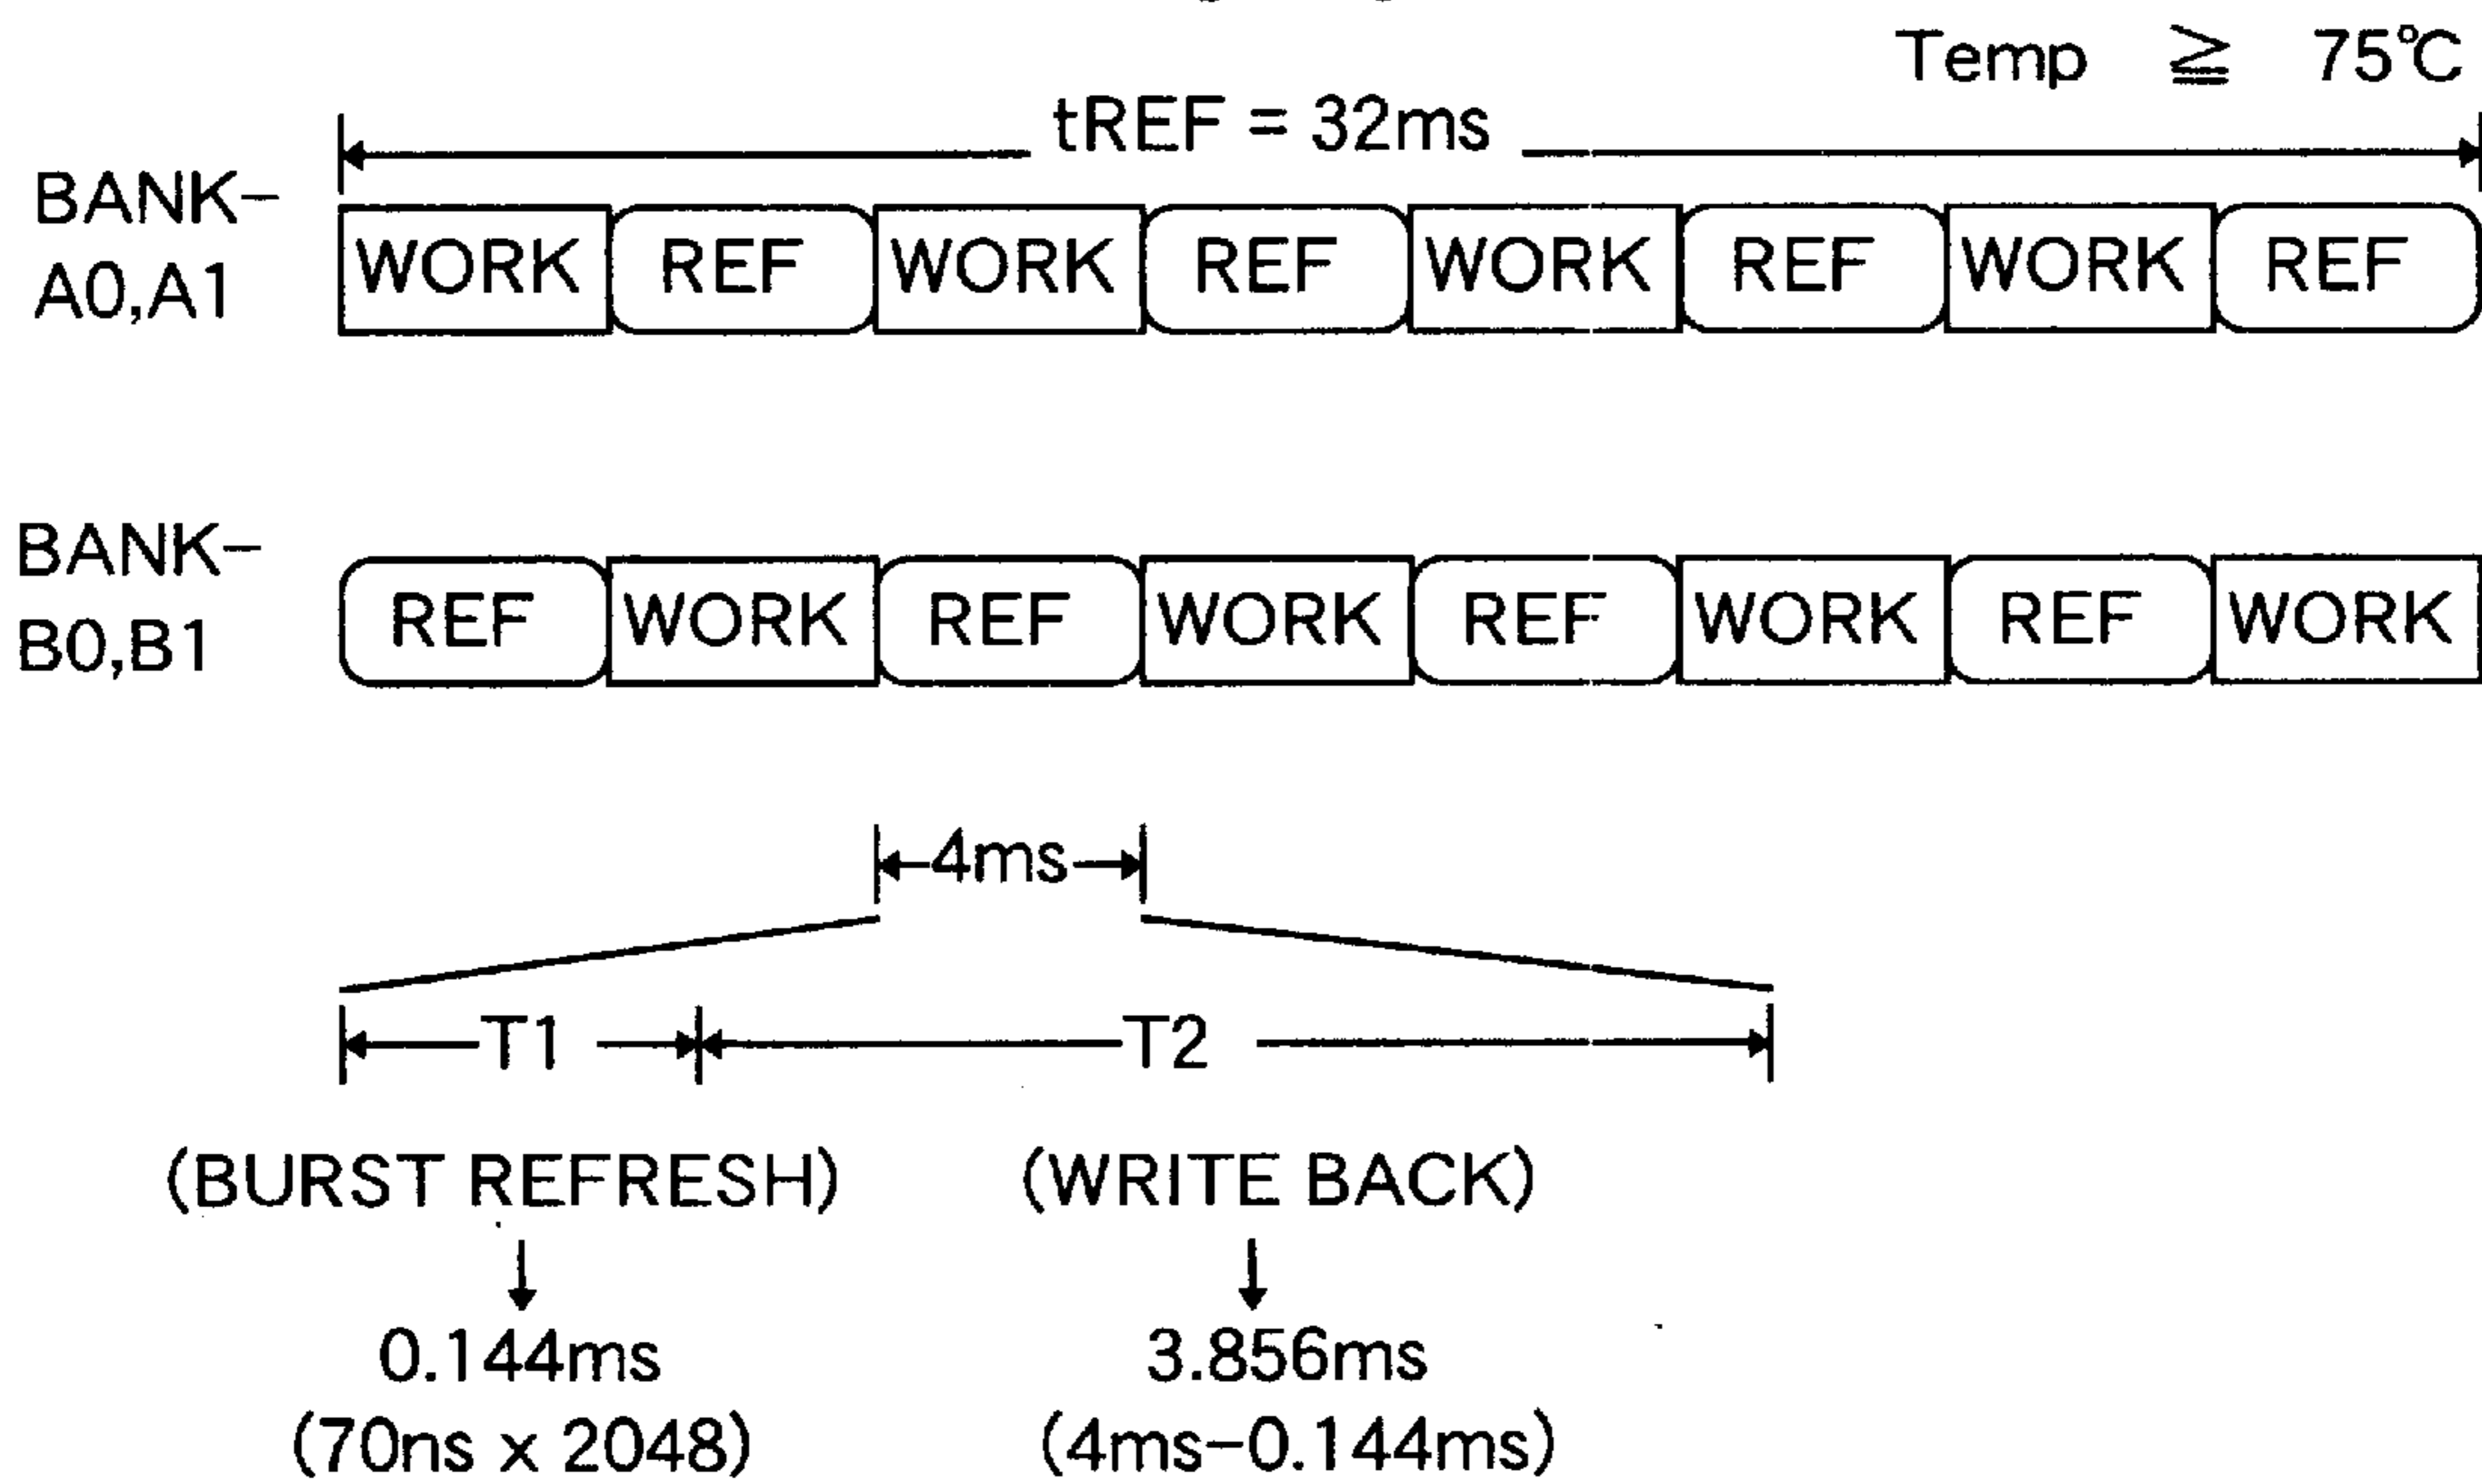 Temp ≧ 75℃
tREF = 32ms
BANK-
A0,A1
WORK REF WORK REF WORK REF WORK REF
BANK-
B0,B1
REF WORK REF WORK REF WORK REF WORK
4ms
T1 T2
(BURST REFRESH) (WRITE BACK)
0.144ms 3.856ms
(70ns x 2048) (4ms-0.144ms)